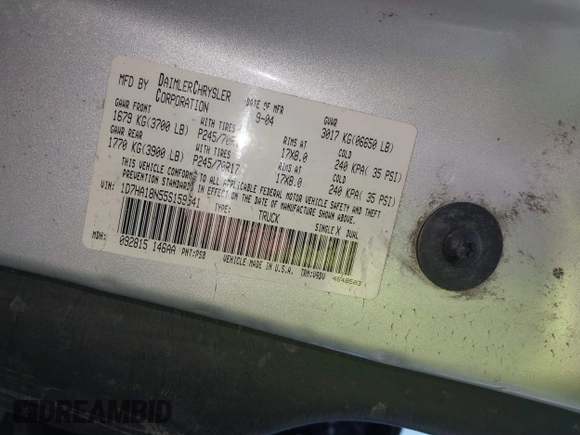 MFD BY DAIMLERCHRYSLER CORPORATION DATE OF MFR 9-04 GVWR 3017 KG(06650 LB)
GAWR FRONT 1679 KG(3700 LB) WITH TIRES P245/70R17 RIMS AT 17X8.0 COLD 240 KPA( 35 PSI)
GAWR REAR 1770 KG(3900 LB) WITH TIRES P245/70R17 RIMS AT 17X8.0 COLD 240 KPA( 35 PSI)
THIS VEHICLE CONFORMS TO ALL APPLICABLE FEDERAL MOTOR VEHICLE SAFETY AND THEFT
PREVENTION STANDARDS IN EFFECT ON THE DATE OF MANUFACTURE SHOWN ABOVE.
VIN: 1D7HA18N55S159341 TYPE: TRUCK SINGLE X DUAL
MDH: 092815 146AA PNT:PSB VEHICLE MADE IN U.S.A. TRM:V9DV 4648503
DREAMBID